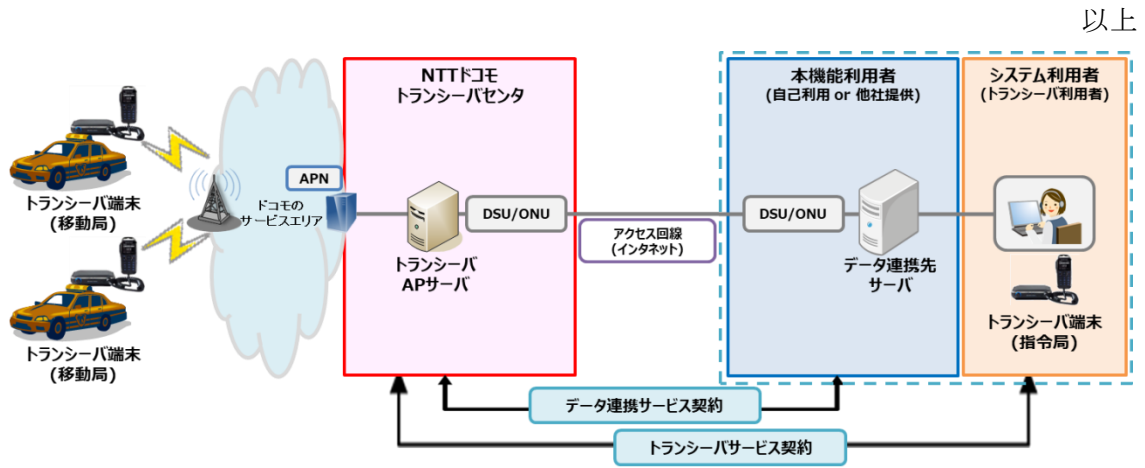 以上
NTTドコモ
トランシーバセンタ
本機能利用者
(自己利用 or 他社提供)
システム利用者
(トランシーバ利用者)
トランシーバ端末
(移動局)
トランシーバ端末
(移動局)
APN
ドコモの
サービスエリア
DSU/ONU
トランシーバ
APサーバ
アクセス回線
(インタネット)
DSU/ONU
データ連携先
サーバ
トランシーバ端末
(指令局)
データ連携サービス契約
トランシーバサービス契約